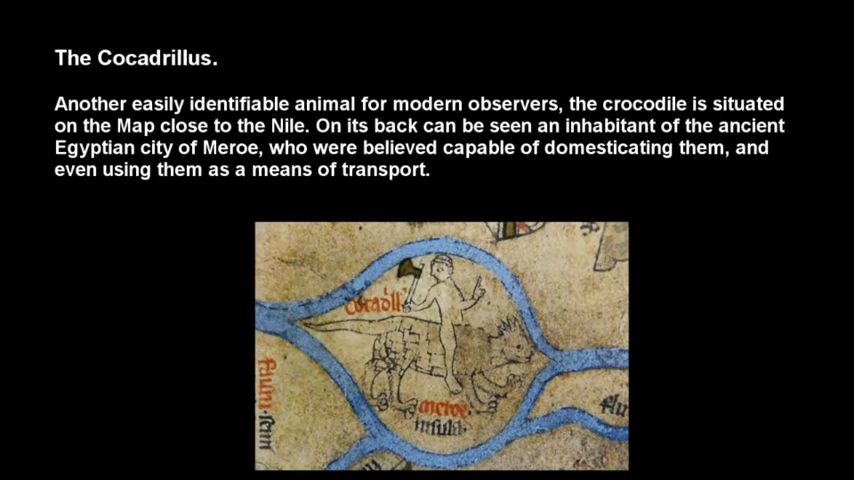 The Cocadrillus.
Another easily identifiable animal for modern observers, the crocodile is situated
on the Map close to the Nile. On its back can be seen an inhabitant of the ancient
Egyptian city of Meroe, who were believed capable of domesticating them, and
even using them as a means of transport.
meroe.
insula.